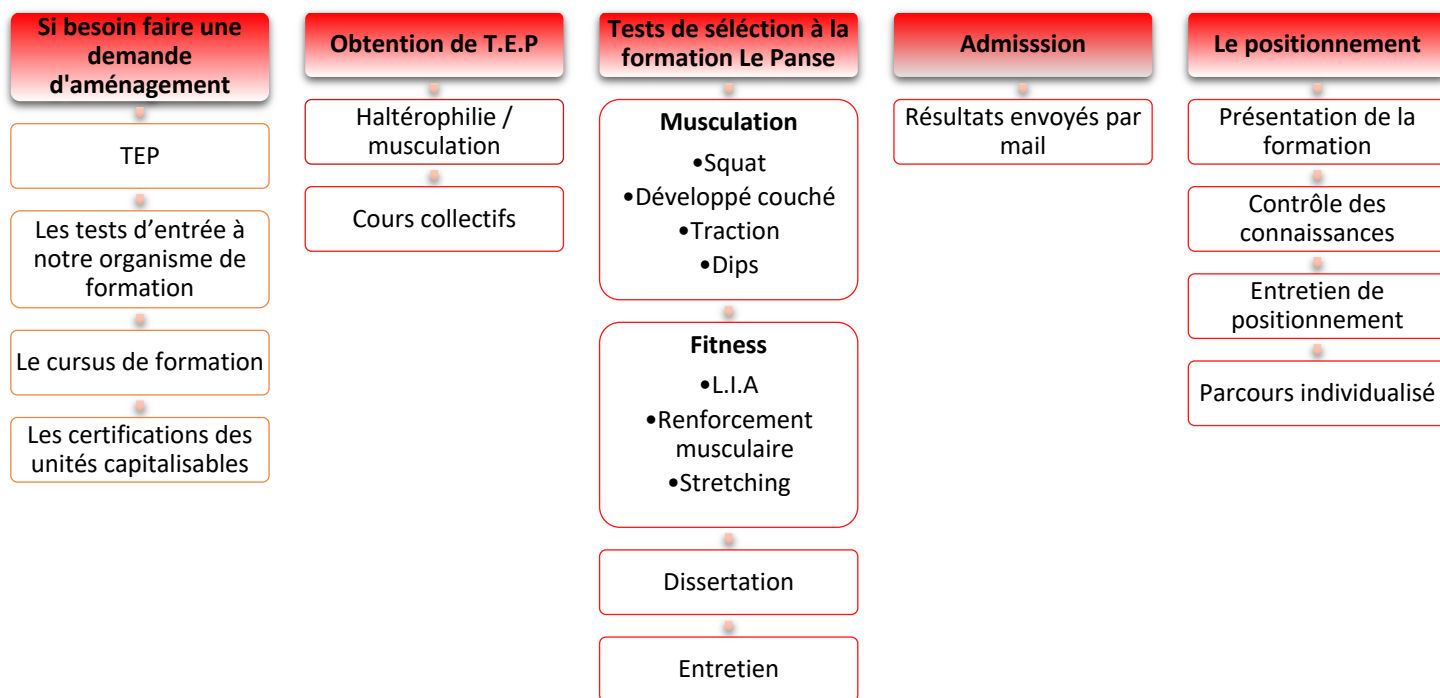 Si besoin faire une
demande
d'aménagement
TEP
Les tests d’entrée à
notre organisme de
formation
Le cursus de formation
Les certifications des
unités capitalisables
Obtention de T.E.P
Haltérophilie /
musculation
Cours collectifs
Tests de séléction à la
formation Le Panse
Musculation
•Squat
•Développé couché
•Traction
•Dips
Fitness
•L.I.A
•Renforcement
musculaire
•Stretching
Dissertation
Entretien
Admisssion
Résultats envoyés par
mail
Le positionnement
Présentation de la
formation
Contrôle des
connaissances
Entretien de
positionnement
Parcours individualisé